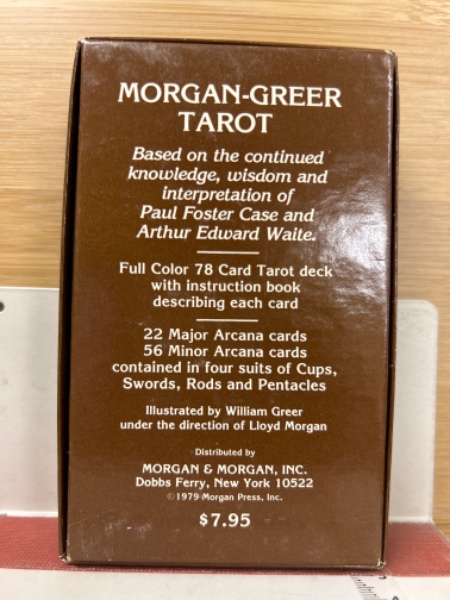 MORGAN-GREER
TAROT
Based on the continued
knowledge, wisdom and
interpretation of
Paul Foster Case and
Arthur Edward Waite.
Full Color 78 Card Tarot deck
with instruction book
describing each card
22 Major Arcana cards
56 Minor Arcana cards
contained in four suits of Cups,
Swords, Rods and Pentacles
Illustrated by William Greer
under the direction of Lloyd Morgan
Distributed by
MORGAN & MORGAN, INC.
Dobbs Ferry, New York 10522
©1979 Morgan Press, Inc.
$7.95